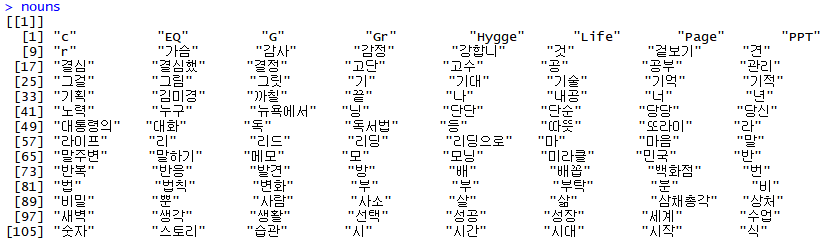 > nouns
[[1]]
[1] "c" "EQ" "G" "Gr" "Hygge" "Life" "Page" "PPT"
[9] "r" "가슴" "감사" "감정" "강합니" "것" "겉보기" "견"
[17] "결심" "결심했" "결정" "고단" "고수" "공" "공부" "관리"
[25] "그걸" "그림" "그릿" "기" "기대" "기술" "기억" "기적"
[33] "기획" "김미경" "까칠" "끝" "나" "내공" "너" "년"
[41] "노력" "누구" "뉴욕에서" "닝" "단단" "단순" "당당" "당신"
[49] "대통령의" "대화" "독" "독서법" "등" "따뜻" "또라이" "라"
[57] "라이프" "리" "리드" "리딩" "리딩으로" "마" "마음" "말"
[65] "말주변" "말하기" "메모" "모" "모닝" "미라클" "민국" "반"
[73] "반복" "반응" "발견" "방" "배" "배꼽" "백화점" "번"
[81] "법" "법칙" "변화" "부" "부" "부탁" "분" "비"
[89] "비밀" "뿐" "사람" "사소" "살" "삶" "삼채총각" "상처"
[97] "새벽" "생각" "생활" "선택" "성공" "성장" "세계" "수업"
[105] "숫자" "스토리" "습관" "시" "시간" "시대" "시작" "식"